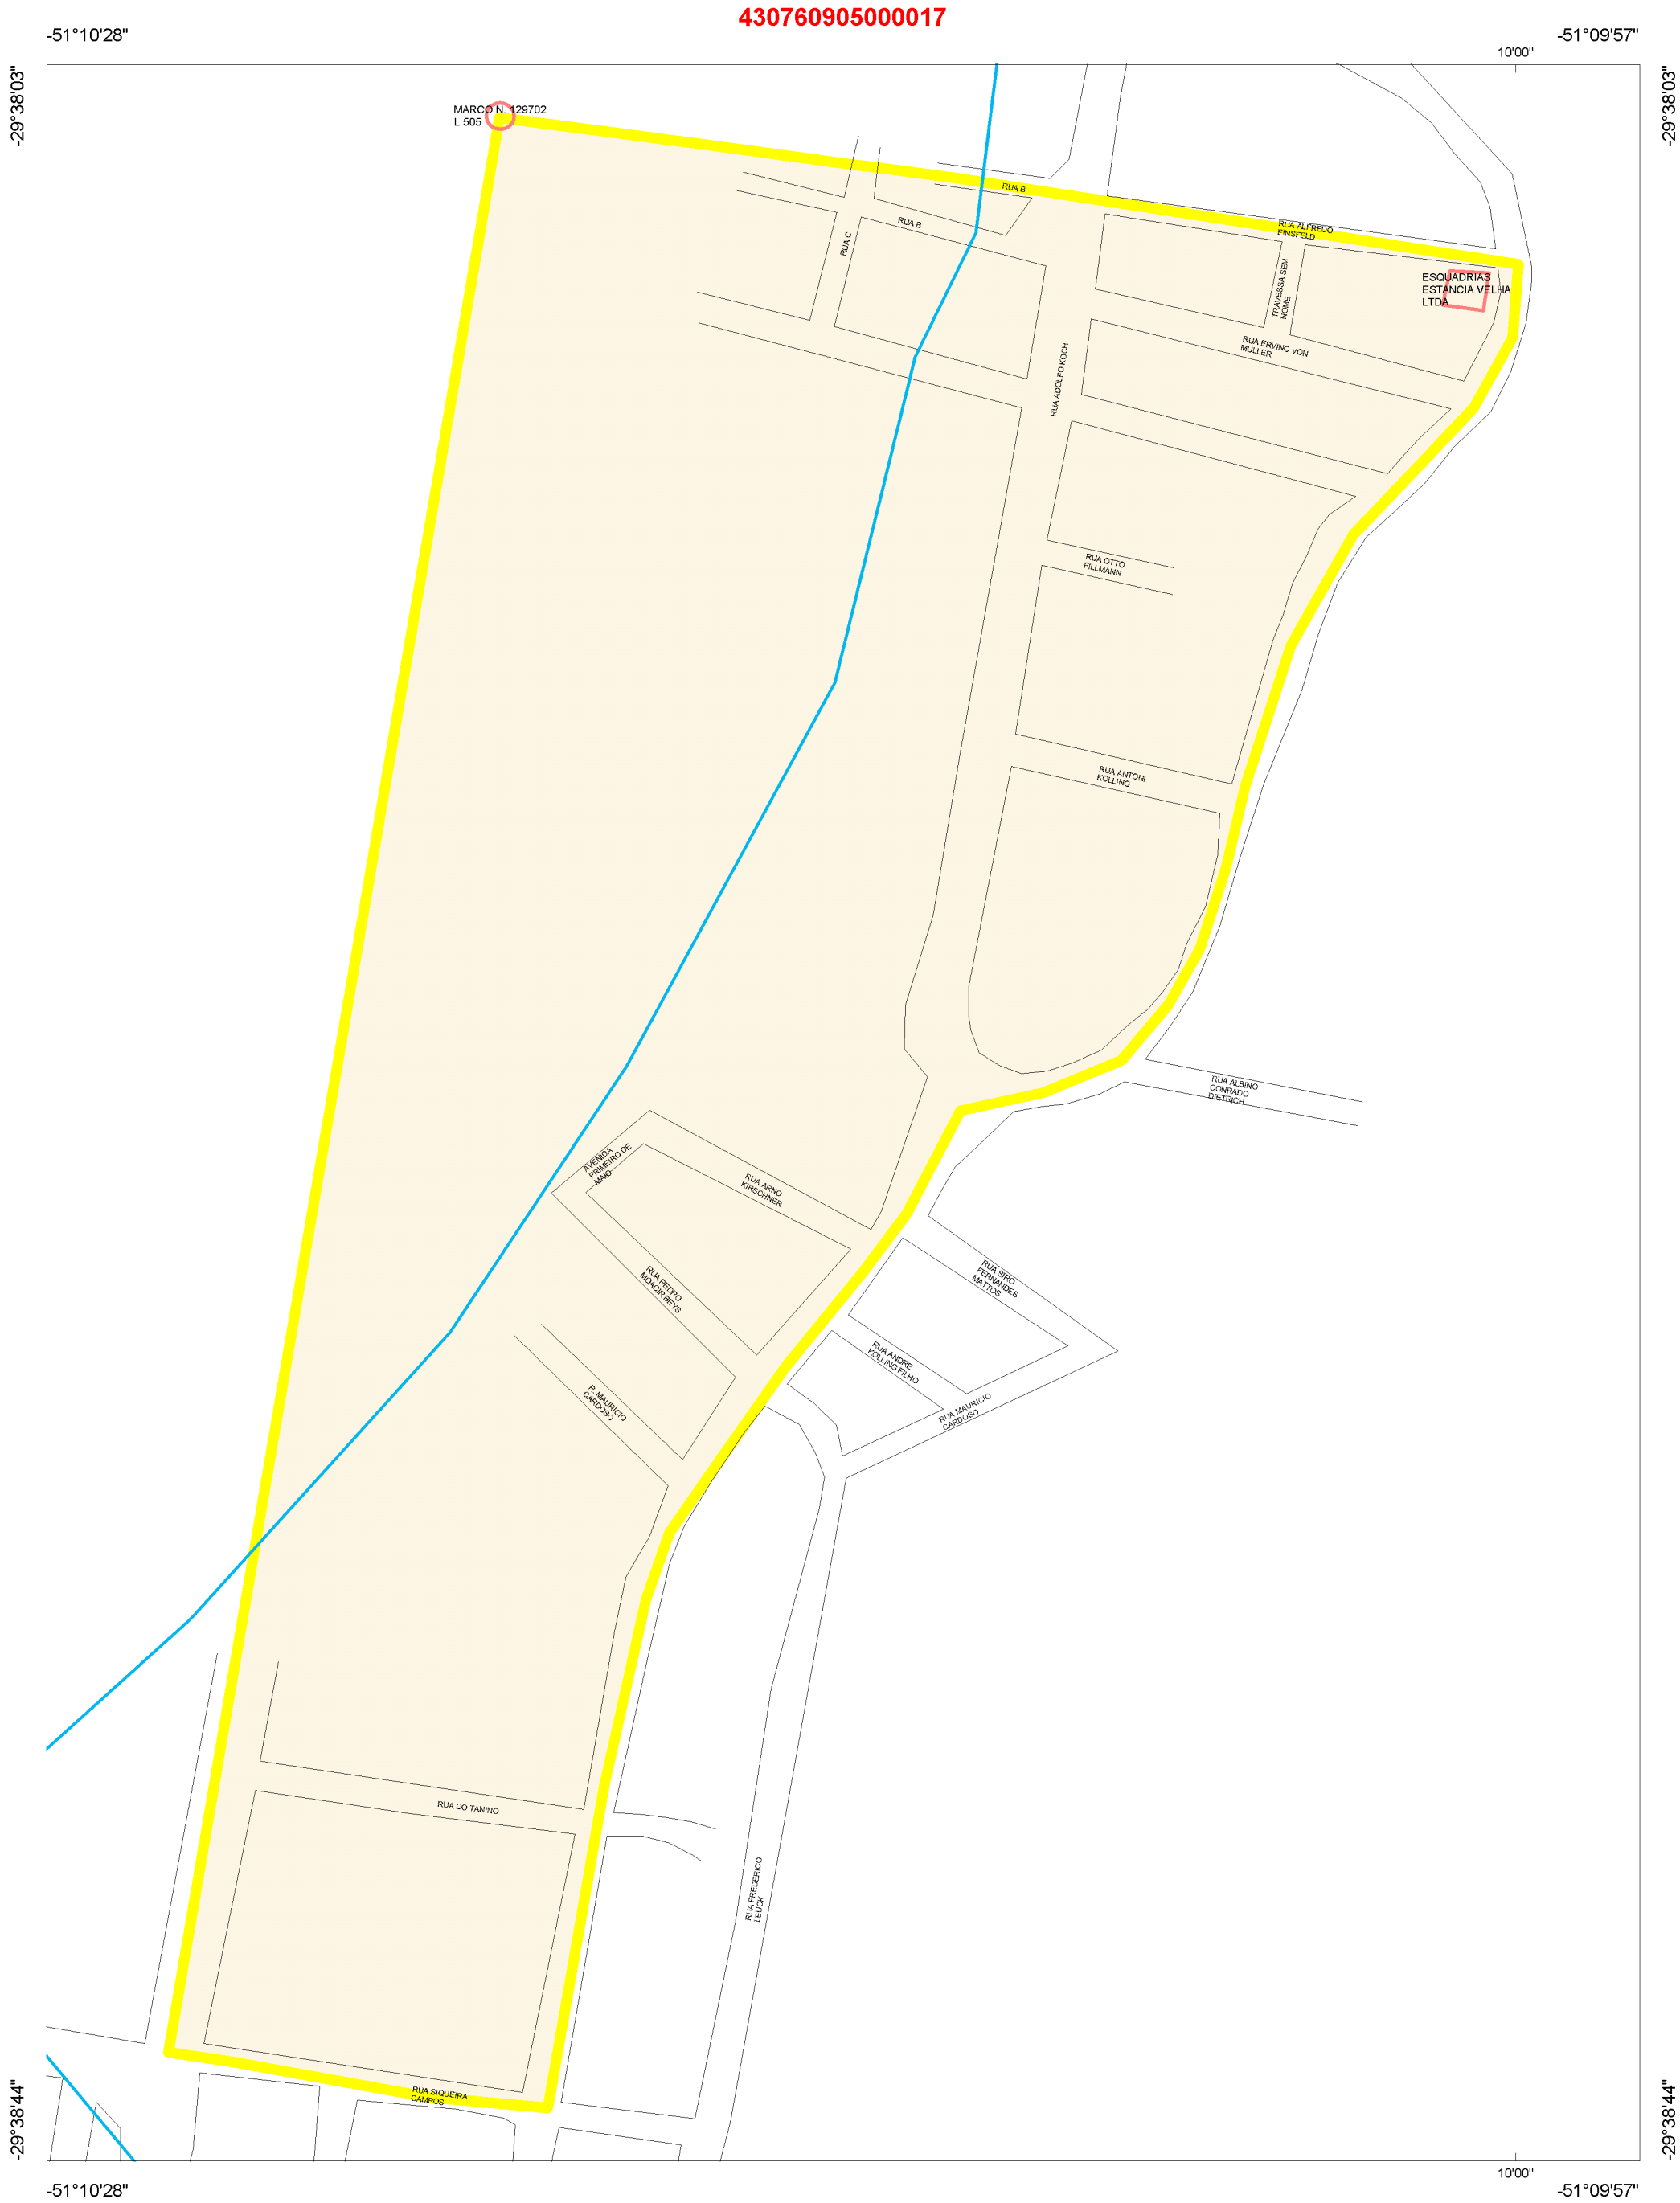 430760905000017
-51°10'28"
-51°09'57"
10'00"
-29°38'03"
-29°38'03"
MARCO N. 129702
L 505
RUA B
RUA B
RUA C
RUA ALFREDO
EINSFELD
TRAVESSA SEM
NOME
ESQUADRIAS
ESTANCIA VELHA
LTDA
RUA ERVINO VON
MULLER
RUA ADOLFO KOCH
RUA OTTO
FILLMANN
RUA ANTONI
KOLLING
RUA ALBINO
CONRADO
DIETRICH
AVENIDA
PRIMEIRO DE
MAIO
RUA ARNO
KIRSCHNER
RUA PEDRO
MOACIR BEYS
RUA SIRO
FERNANDES
MATTOS
RUA ANDRE
KOLLING FILHO
R. MAURICIO
CARDOSO
RUA MAURICIO
CARDOSO
RUA DO TANINO
RUA FREDERICO
LEUCK
RUA SIQUEIRA
CAMPOS
-29°38'44"
-29°38'44"
-51°10'28"
10'00"
-51°09'57"